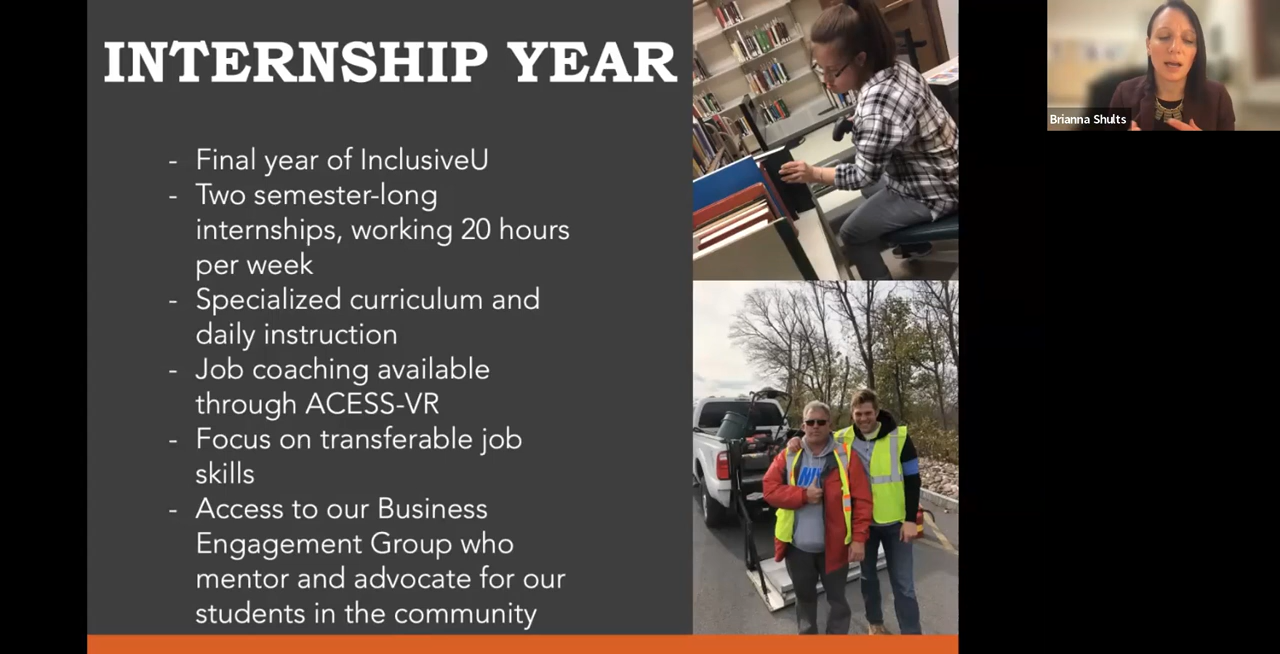 INTERNSHIP YEAR
- Final year of InclusiveU
- Two semester-long
internships, working 20 hours
per week
- Specialized curriculum and
daily instruction
- Job coaching available
through ACESS-VR
- Focus on transferable job
skills
- Access to our Business
Engagement Group who
mentor and advocate for our
students in the community
Brianna Shults